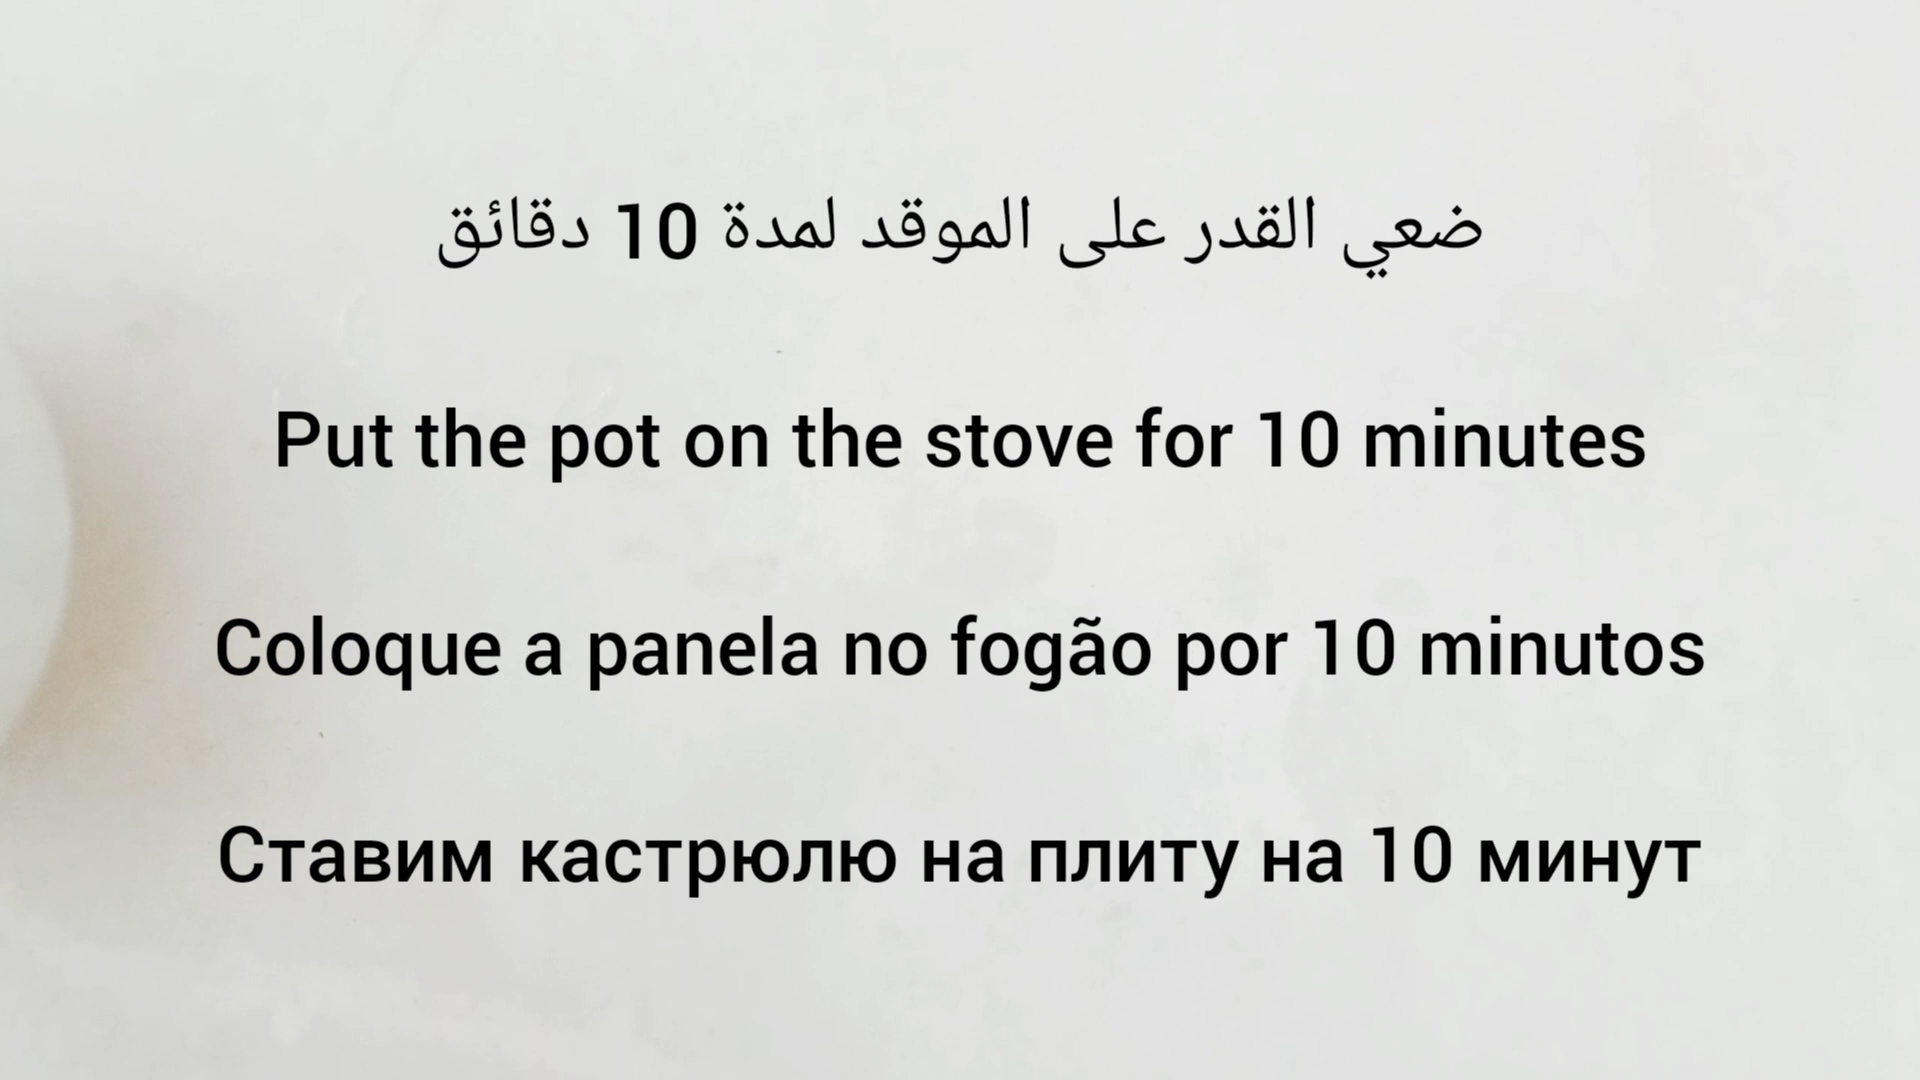 ضعي القدر على الموقد لمدة 10 دقائق
Put the pot on the stove for 10 minutes
Coloque a panela no fogão por 10 minutos
Ставим кастрюлю на плиту на 10 минут